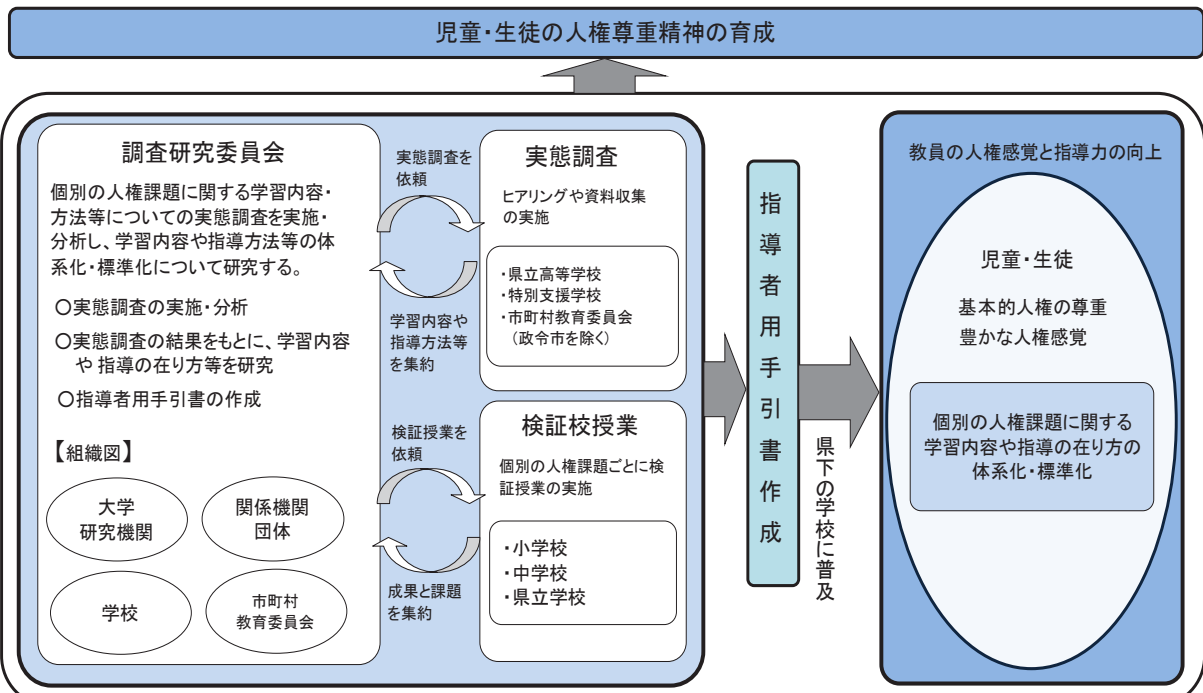 児童・生徒の人権尊重精神の育成
調査研究委員会
個別の人権課題に関する学習内容・
方法等についての実態調査を実施・
分析し、学習内容や指導方法等の体
系化・標準化について研究する。
〇実態調査の実施・分析
〇実態調査の結果をもとに、学習内容
や 指導の在り方等を研究
〇指導者用手引書の作成
【組織図】
大学
研究機関
関係機関
団体
学校
市町村
教育委員会
実態調査を
依頼
学習内容や
指導方法等
を集約
検証授業を
依頼
成果と課題
を集約
実態調査
ヒアリングや資料収集
の実施
・県立高等学校
・特別支援学校
・市町村教育委員会
（政令市を除く）
検証校授業
個別の人権課題ごとに検
証授業の実施
・小学校
・中学校
・県立学校
指導者用手引書作成
県下の学校に普及
教員の人権感覚と指導力の向上
児童・生徒
基本的人権の尊重
豊かな人権感覚
個別の人権課題に関する
学習内容や指導の在り方の
体系化・標準化